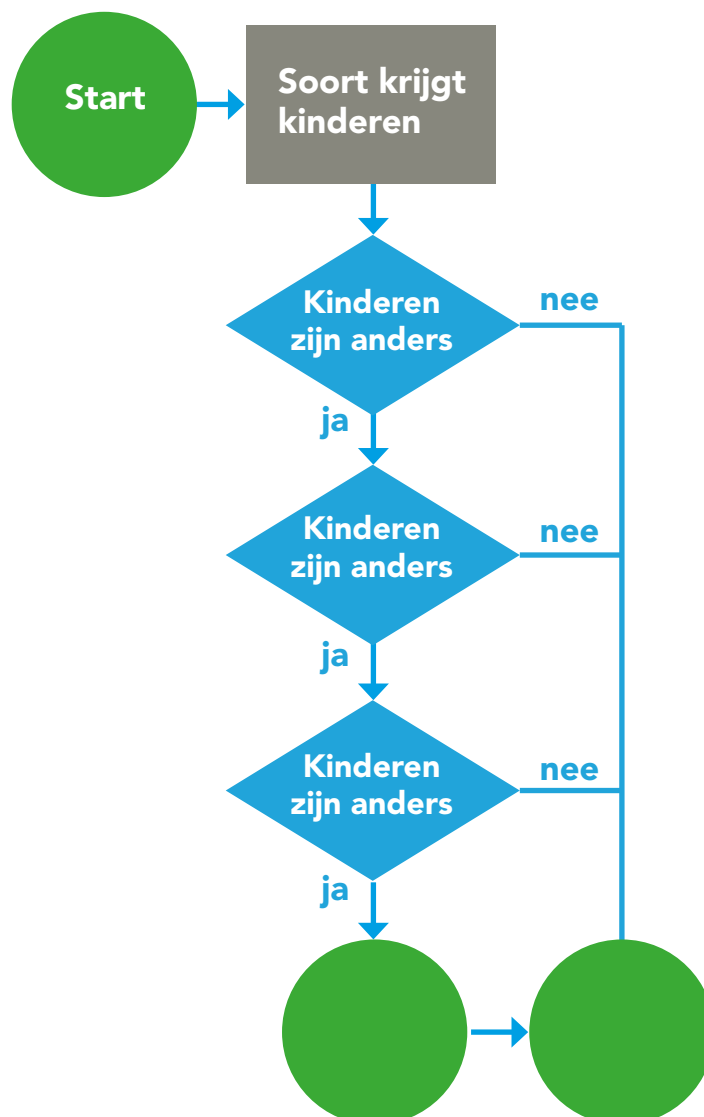 Start
Soort krijgt
kinderen
Kinderen
zijn anders
nee
ja
Kinderen
zijn anders
nee
ja
Kinderen
zijn anders
nee
ja